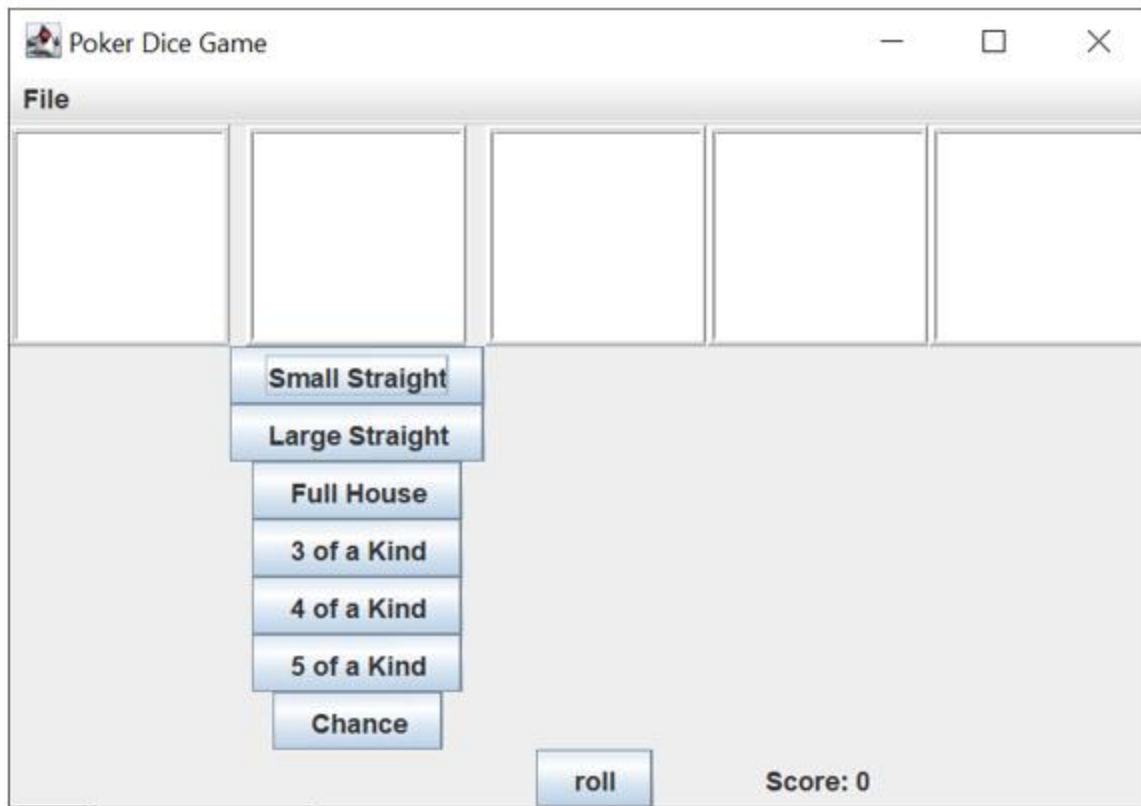 Poker Dice Game
File
Small Straight
Large Straight
Full House
3 of a Kind
4 of a Kind
5 of a Kind
Chance
roll Score: 0